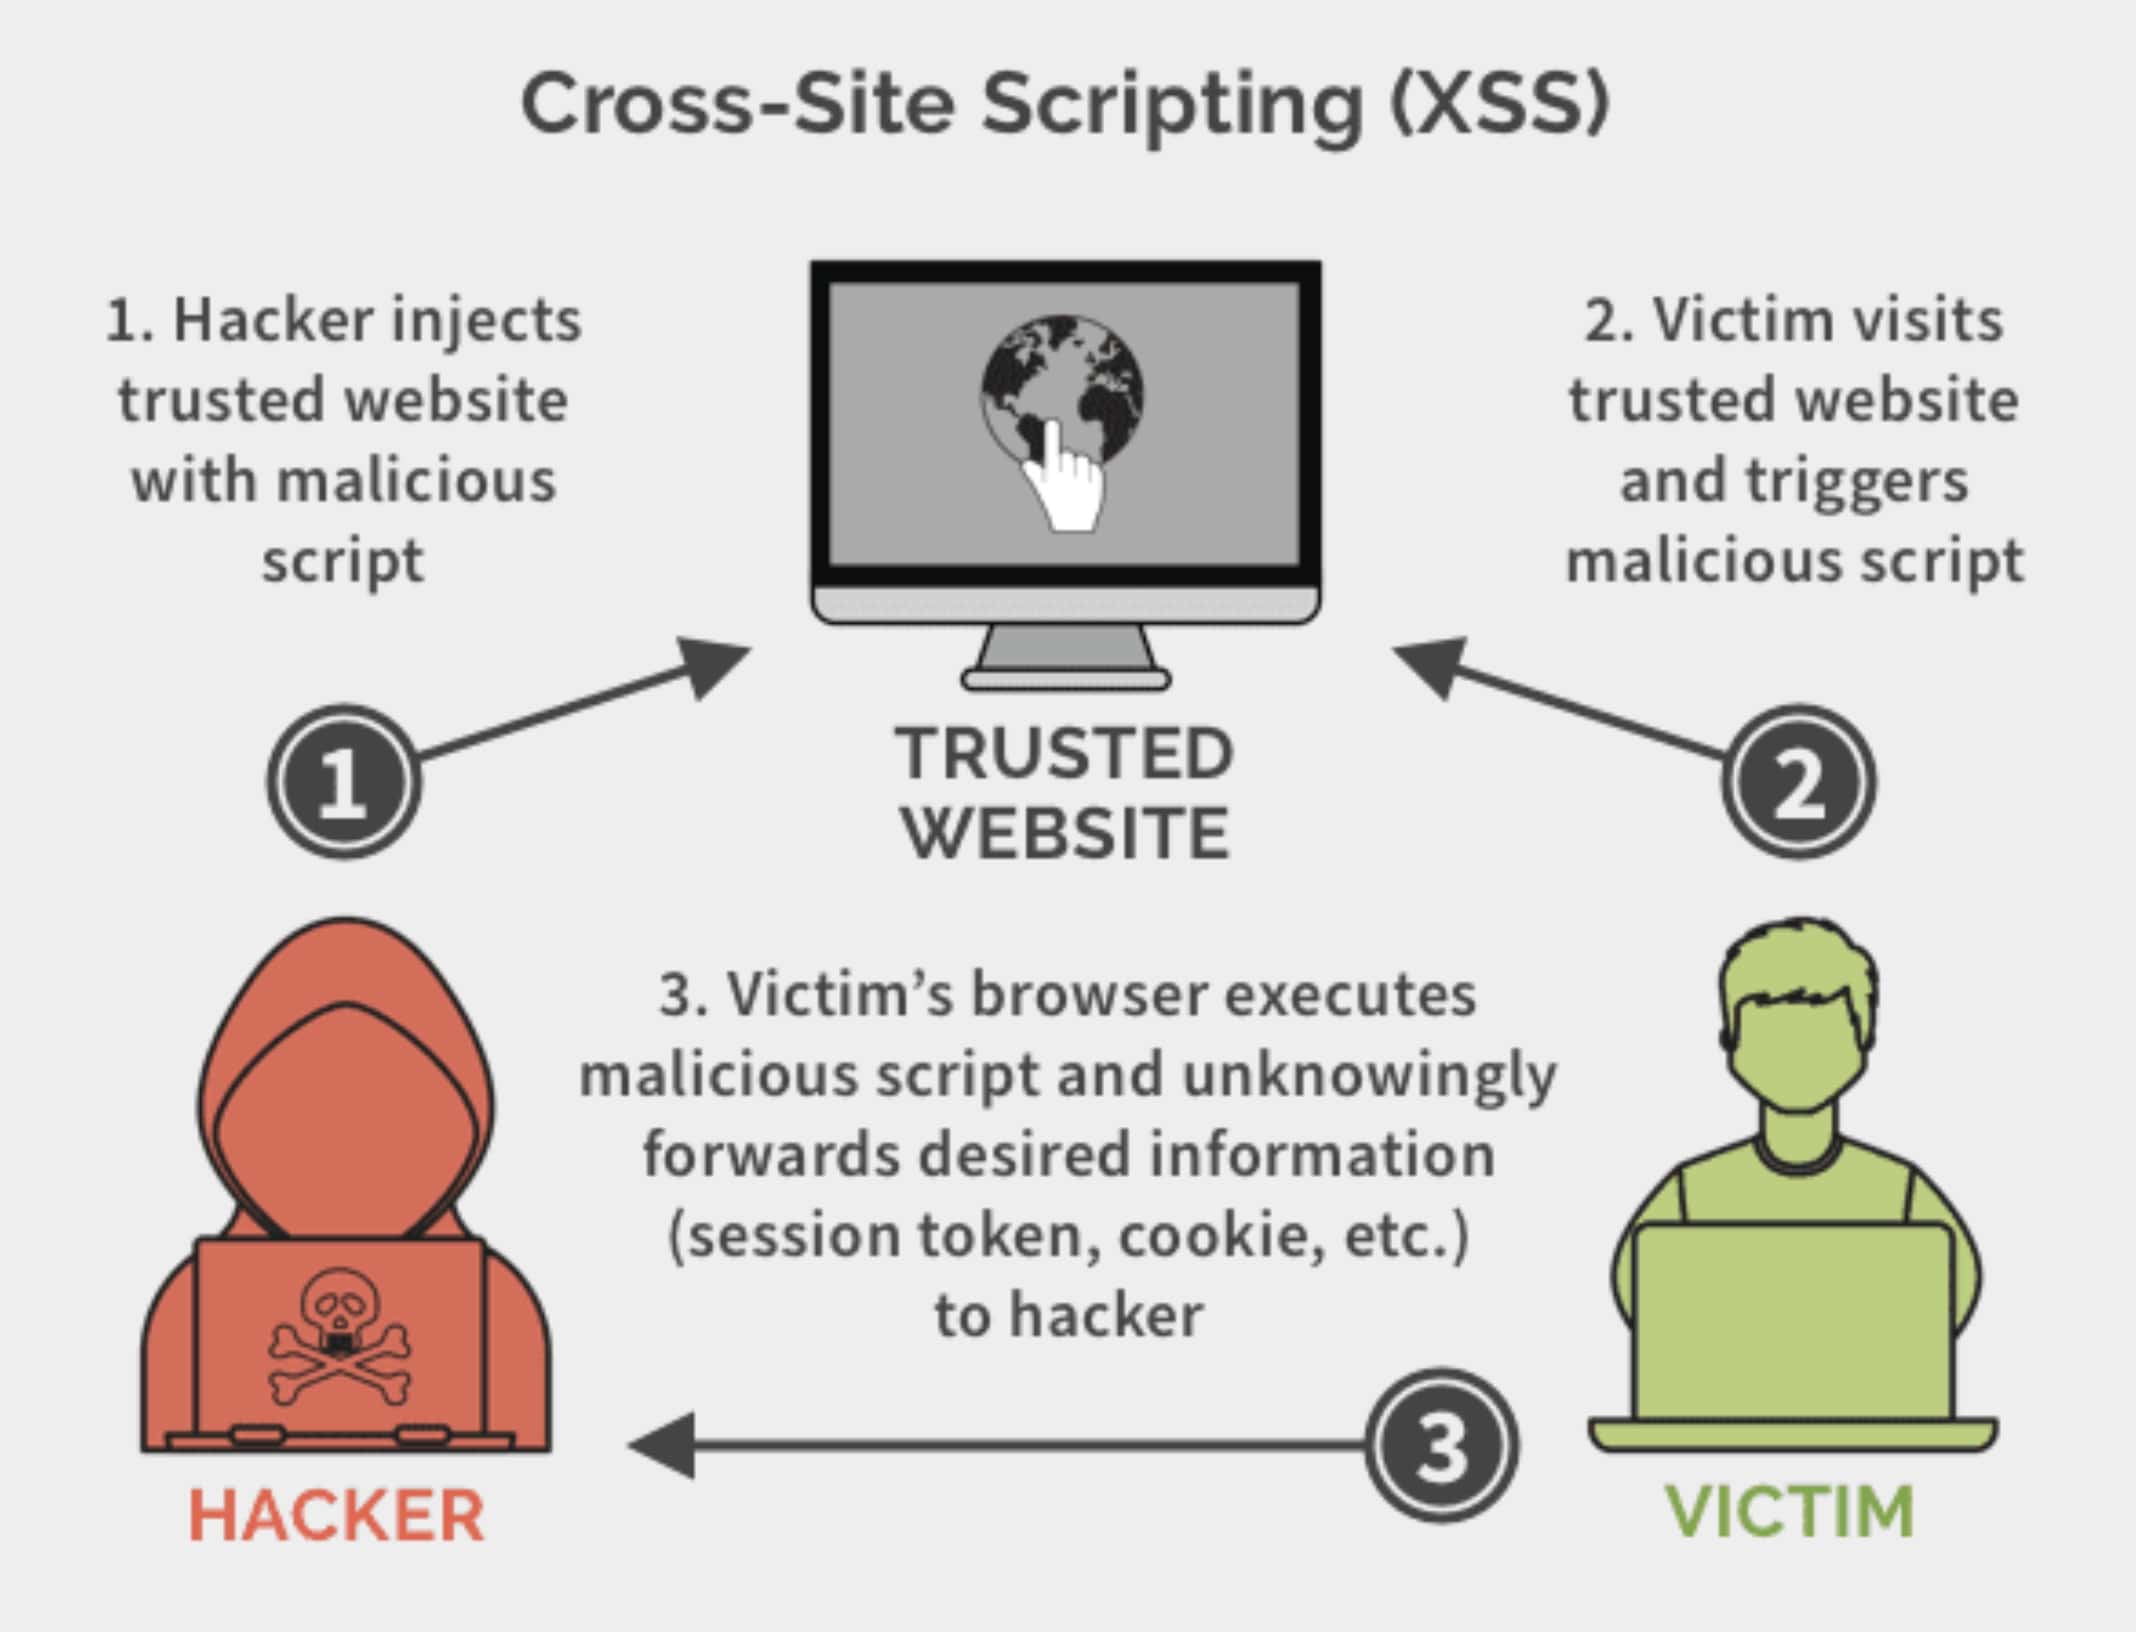 Cross-Site Scripting (XSS)
1. Hacker injects
trusted website
with malicious
script
2. Victim visits
trusted website
and triggers
malicious script
1
2
TRUSTED
WEBSITE
3. Victim’s browser executes
malicious script and unknowingly
forwards desired information
(session token, cookie, etc.)
to hacker
3
HACKER
VICTIM